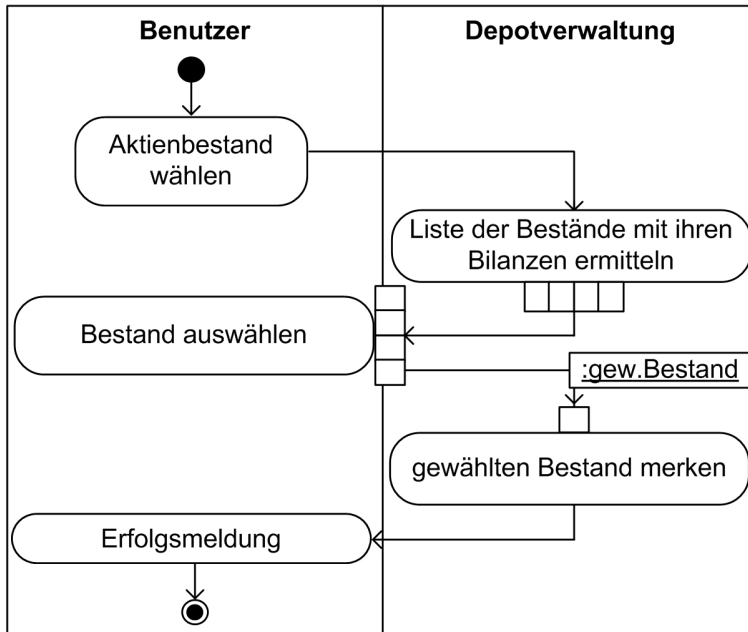 Benutzer
Depotverwaltung
Aktienbestand
wählen
Liste der Bestände mit ihren
Bilanzen ermitteln
Bestand auswählen
:gew.Bestand
gewählten Bestand merken
Erfolgsmeldung